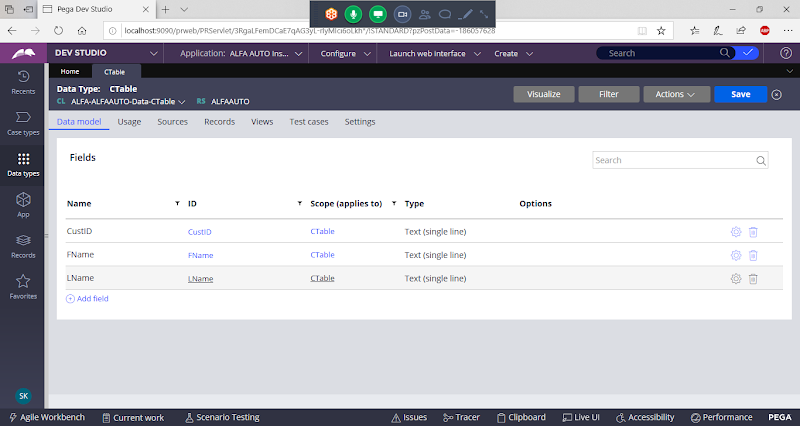 Pega Dev Studio
localhost:9090/prweb/PRServlet/
DEV STUDIO
Application: ALFA AUTO Ins...
Configure
Launch web interface
Create
Search
Home
CTable
Recents
Case types
Data types
App
Records
Favorites
SK
Data Type: CTable
CL ALFA-ALFAAUTO-Data-CTable RS ALFAAUTO
Visualize
Filter
Actions
Save
Data model Usage Sources Records Views Test cases Settings
Fields
Search
Name ID Scope (applies to) Type Options
CustID CustID CTable Text (single line)
FName FName CTable Text (single line)
LName LName CTable Text (single line)
Add field
Agile Workbench Current work Scenario Testing Issues Tracer Clipboard Live UI Accessibility Performance PEGA